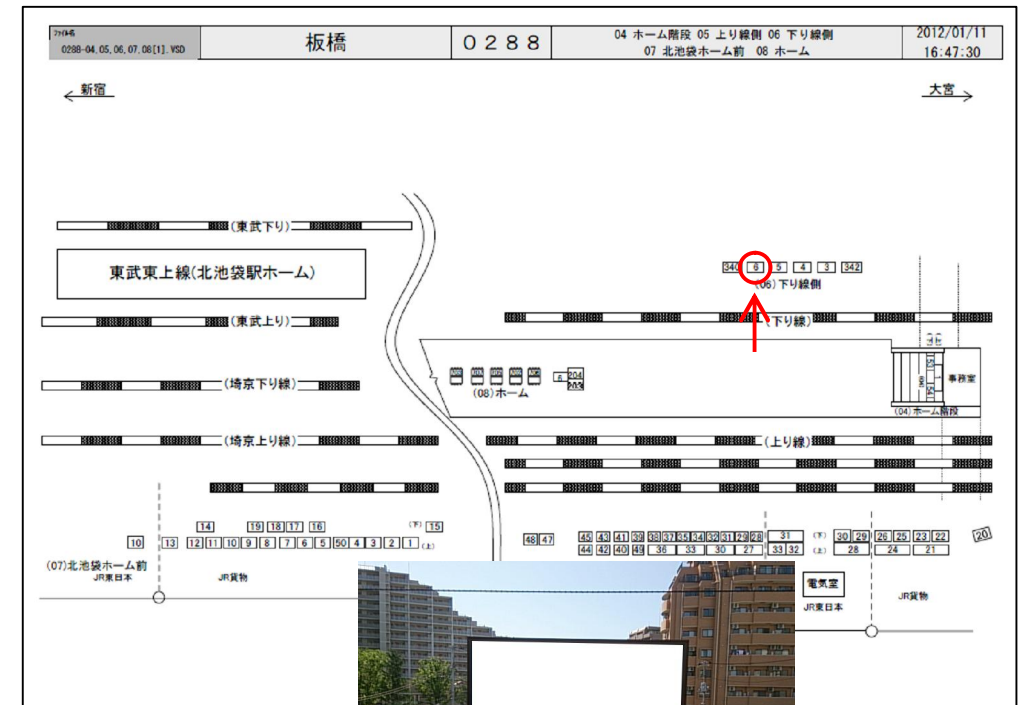 ﾌｧｲﾙ名
0288-04,05,06,07,08[1].VSD
板橋
0288
04 ホーム階段 05 上り線側 06 下り線側
07 北池袋ホーム前 08 ホーム
2012/01/11
16:47:30
新宿
大宮
(東武下り)
東武東上線(北池袋駅ホーム)
340 6 5 4 3 342
(06)下り線側
(東武上り)
(下り線)
(埼京下り線)
6 204
(08)ホーム
事務室
(04)ホーム階段
(埼京上り線)
(上り線)
14 19 18 17 16 (下) 15
10 13 12 11 10 9 8 7 6 5 50 4 3 2 1 (上)
48 47
45 43 41 39 38 37 35 34 32 31 29 28 31 (下) 30 29 26 25 23 22 20
44 42 40 49 36 33 30 27 33 32 (上) 28 24 21
(07)北池袋ホーム前
JR東日本
JR貨物
電気室
JR東日本
JR貨物